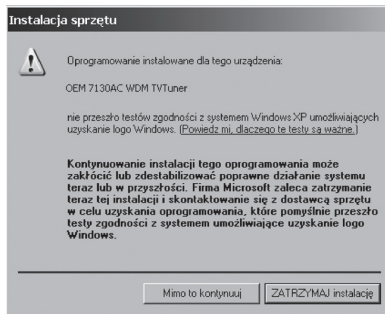 Instalacja sprzętu
Oprogramowanie instalowane dla tego urządzenia:
OEM 7130AC WDM TVTuner
nie przeszło testów zgodności z systemem Windows XP umożliwiających
uzyskanie logo Windows. (Powiedz mi, dlaczego te testy są ważne.)
Kontynuowanie instalacji tego oprogramowania może
zakłócić lub zdestabilizować poprawne działanie systemu
teraz lub w przyszłości. Firma Microsoft zaleca zatrzymanie
teraz tej instalacji i skontaktowanie się z dostawcą sprzętu
w celu uzyskania oprogramowania, które pomyślnie przeszło
testy zgodności z systemem umożliwiające uzyskanie logo
Windows.
Mimo to kontynuuj
ZATRZYMAJ instalację